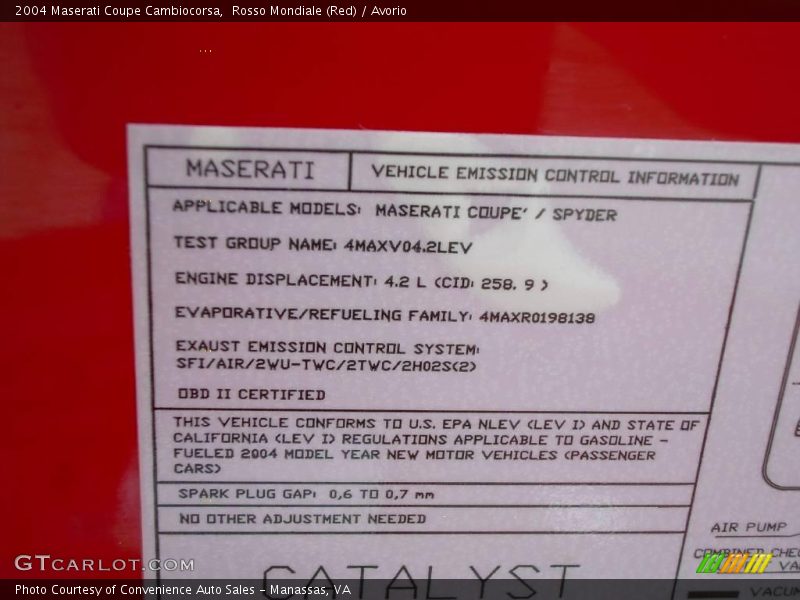 2004 Maserati Coupe Cambiocorsa, Rosso Mondiale (Red) / Avorio
...
MASERATI
VEHICLE EMISSION CONTROL INFORMATION
APPLICABLE MODELS: MASERATI COUPE' / SPYDER
TEST GROUP NAME: 4MAXV04.2LEV
ENGINE DISPLACEMENT: 4.2 L (CID: 258. 9 )
EVAPORATIVE/REFUELING FAMILY: 4MAXR0198138
EXAUST EMISSION CONTROL SYSTEM:
SFI/AIR/2WU-TWC/2TWC/2HO2S(2)
OBD II CERTIFIED
THIS VEHICLE CONFORMS TO U.S. EPA NLEV (LEV I) AND STATE OF
CALIFORNIA (LEV I) REGULATIONS APPLICABLE TO GASOLINE -
FUELED 2004 MODEL YEAR NEW MOTOR VEHICLES (PASSENGER
CARS)
SPARK PLUG GAP: 0,6 TO 0,7 mm
NO OTHER ADJUSTMENT NEEDED
CATALYST
AIR PUMP
COMBINED CHEC
VA
VACUUM
GTCARLOT.COM
Photo Courtesy of Convenience Auto Sales - Manassas, VA